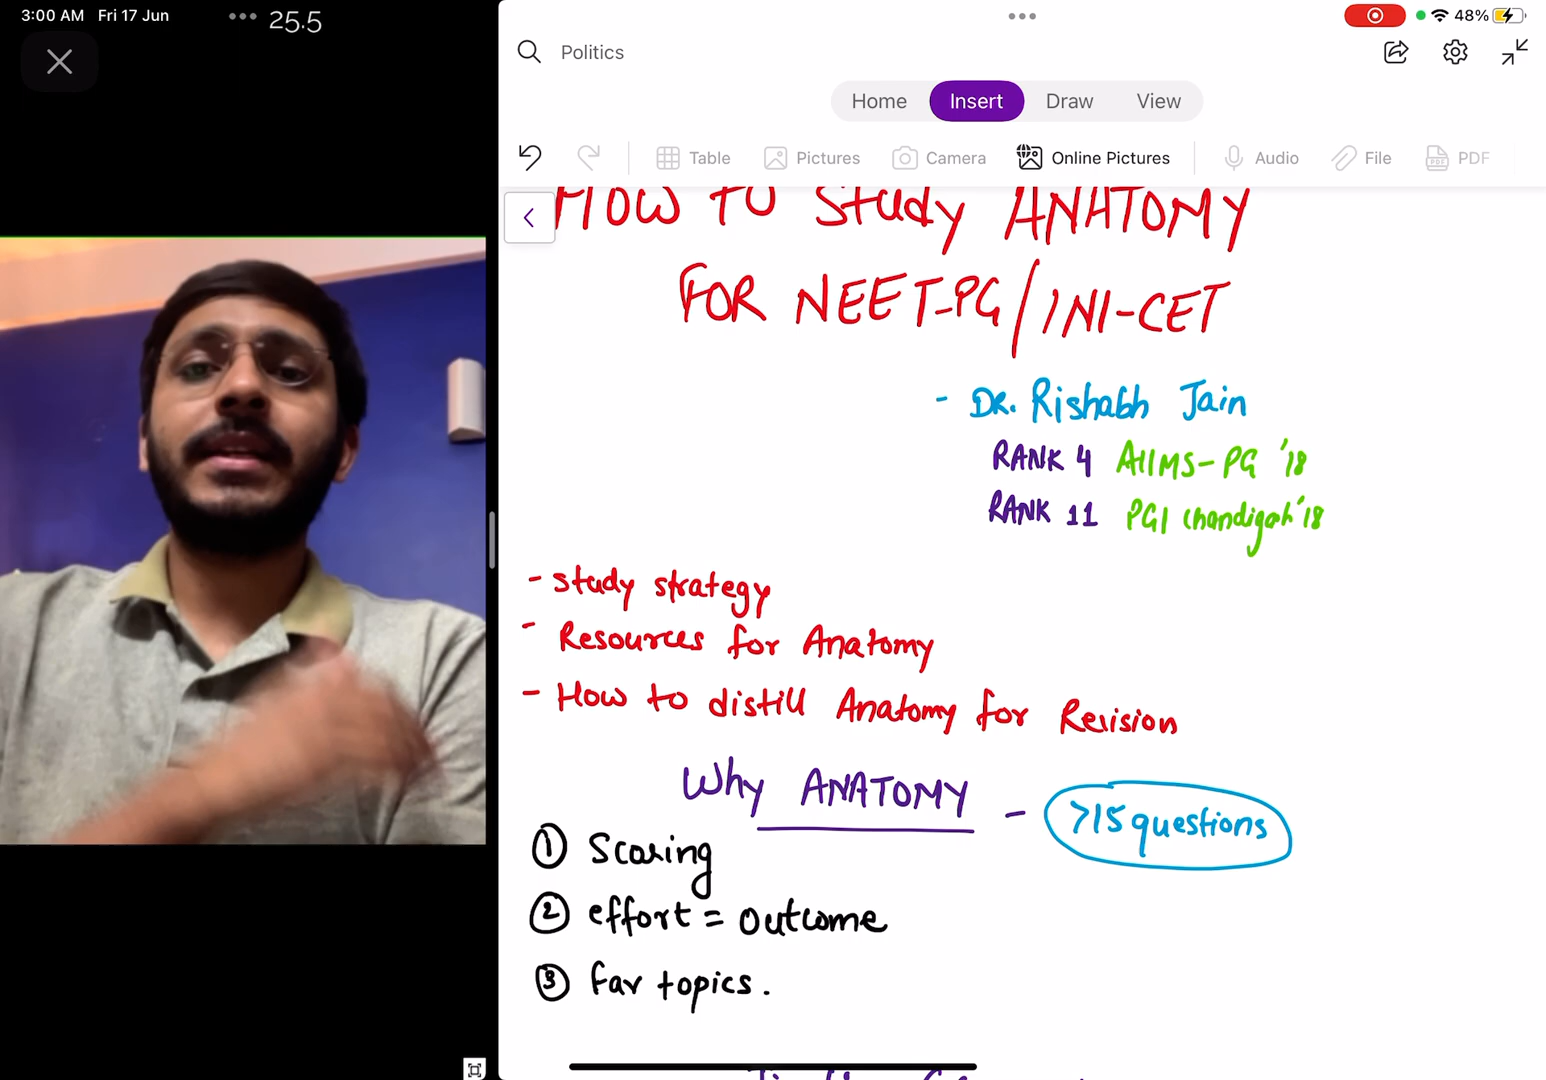 3:00 AM Fri 17 Jun
25.5
48%
Politics
Home Insert Draw View
Table Pictures Camera Online Pictures Audio File PDF
HOW TO Study ANATOMY
FOR NEET-PG/INI-CET
- DR. Rishabh Jain
RANK 4 AIIMS-PG '18
RANK 11 PGI Chandigah'18
- Study strategy
- Resources for Anatomy
- How to distill Anatomy for Revision
Why ANATOMY - >15 questions
① Scoring
② effort = outcome
③ fav topics.